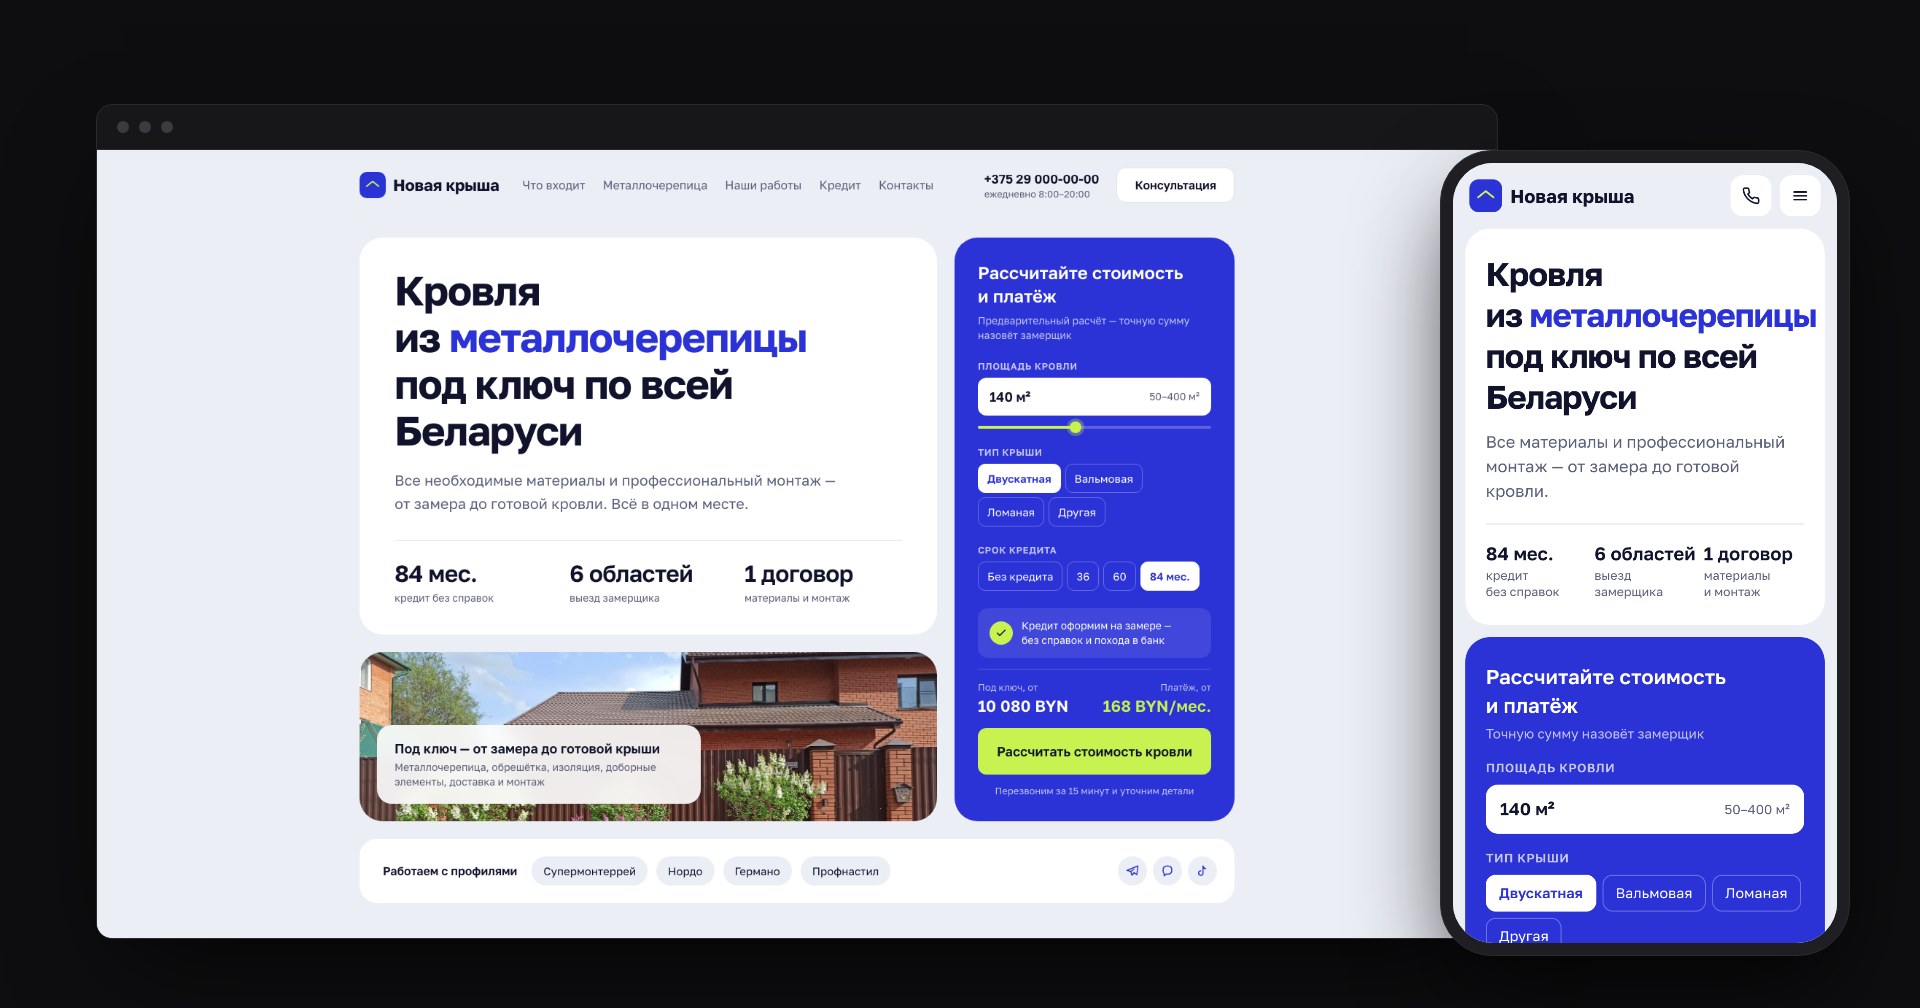 Новая крыша
Что входит
Металлочерепица
Наши работы
Кредит
Контакты
+375 29 000-00-00
ежедневно 8:00–20:00
Консультация
Кровля
из металлочерепицы
под ключ по всей
Беларуси
Все необходимые материалы и профессиональный монтаж —
от замера до готовой кровли. Всё в одном месте.
84 мес.
кредит без справок
6 областей
выезд замерщика
1 договор
материалы и монтаж
Под ключ — от замера до готовой крыши
Металлочерепица, обрешётка, изоляция, доборные
элементы, доставка и монтаж
Рассчитайте стоимость
и платёж
Предварительный расчёт — точную сумму
назовёт замерщик
ПЛОЩАДЬ КРОВЛИ
140 м² 50–400 м²
ТИП КРЫШИ
Двускатная Вальмовая
Ломаная Другая
СРОК КРЕДИТА
Без кредита 36 60 84 мес.
Кредит оформим на замере —
без справок и похода в банк
Под ключ, от
10 080 BYN
Платёж, от
168 BYN/мес.
Рассчитать стоимость кровли
Перезвоним за 15 минут и уточним детали
Работаем с профилями Супермонтеррей Нордо Германо Профнастил
Новая крыша
Кровля
из металлочерепицы
под ключ по всей
Беларуси
Все материалы и профессиональный
монтаж — от замера до готовой
кровли.
84 мес.
кредит
без справок
6 областей
выезд
замерщика
1 договор
материалы
и монтаж
Рассчитайте стоимость
и платёж
Точную сумму назовёт замерщик
ПЛОЩАДЬ КРОВЛИ
140 м² 50–400 м²
ТИП КРЫШИ
Двускатная Вальмовая Ломаная
Другая